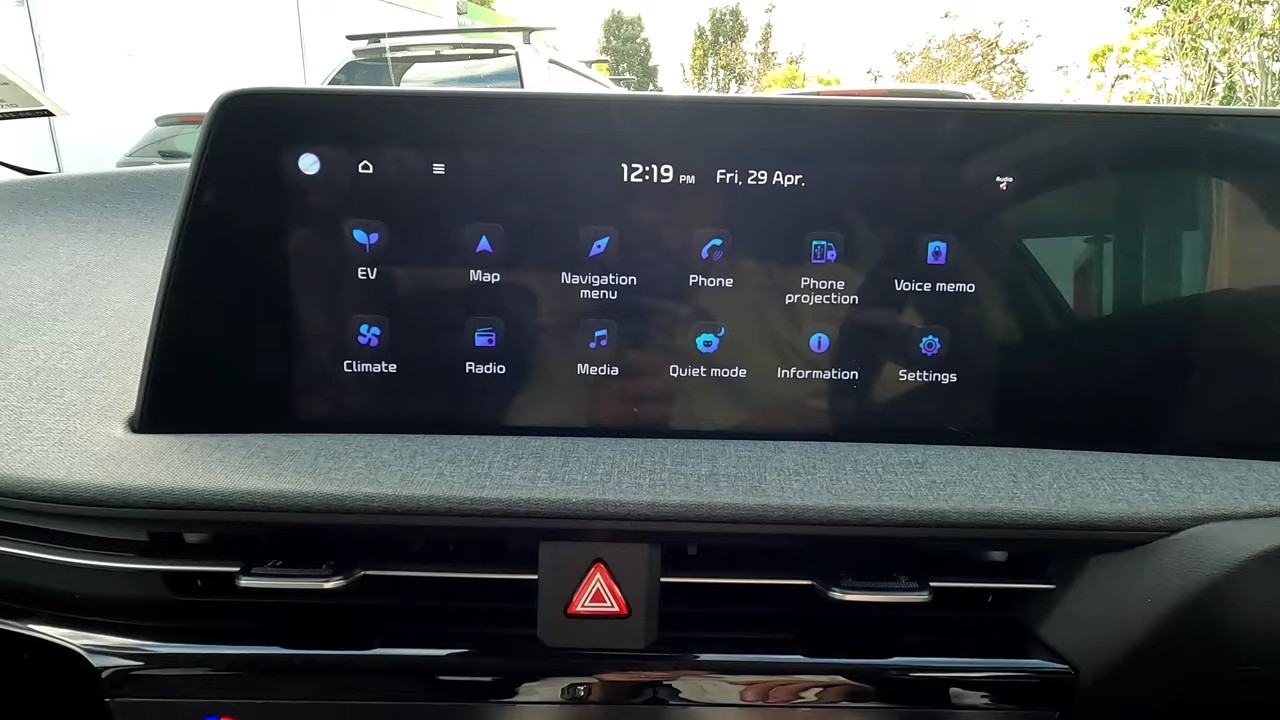 12:19 PM Fri, 29 Apr.
Audio
EV
Map
Navigation
menu
Phone
Phone
projection
Voice memo
Climate
Radio
Media
Quiet mode
Information
Settings